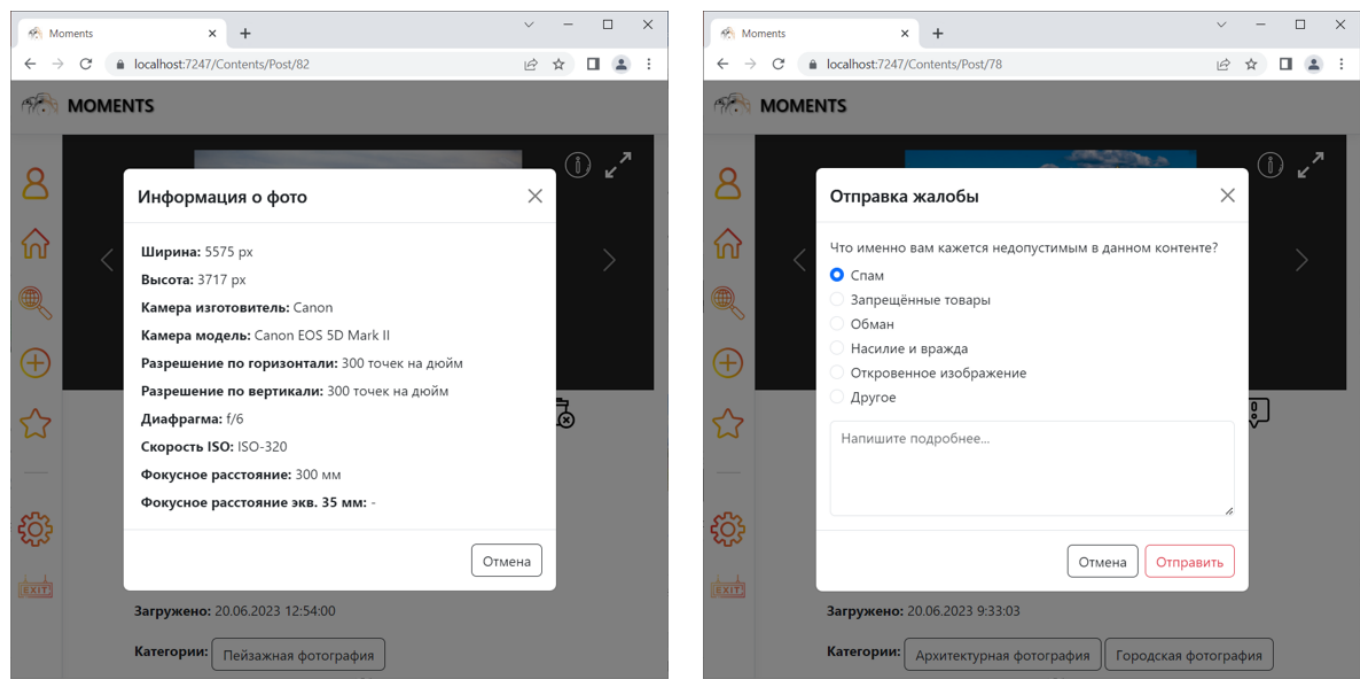 Moments
localhost:7247/Contents/Post/82
MOMENTS
Информация о фото
Ширина: 5575 px
Высота: 3717 px
Камера изготовитель: Canon
Камера модель: Canon EOS 5D Mark II
Разрешение по горизонтали: 300 точек на дюйм
Разрешение по вертикали: 300 точек на дюйм
Диафрагма: f/6
Скорость ISO: ISO-320
Фокусное расстояние: 300 мм
Фокусное расстояние экв. 35 мм: -
Отмена
EXIT
Загружено: 20.06.2023 12:54:00
Категории: Пейзажная фотография
Moments
localhost:7247/Contents/Post/78
MOMENTS
Отправка жалобы
Что именно вам кажется недопустимым в данном контенте?
Спам
Запрещённые товары
Обман
Насилие и вражда
Откровенное изображение
Другое
Напишите подробнее...
Отмена Отправить
EXIT
Загружено: 20.06.2023 9:33:03
Категории: Архитектурная фотография Городская фотография